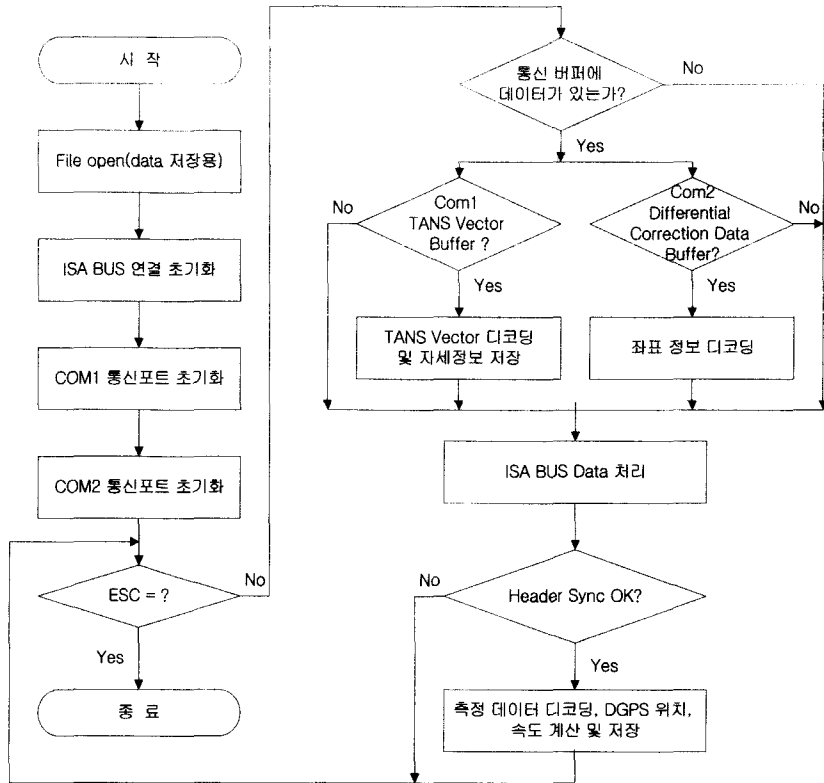 시 작
File open(data 저장용)
ISA BUS 연결 초기화
COM1 통신포트 초기화
COM2 통신포트 초기화
ESC = ?
No
Yes
종 료
통신 버퍼에
데이터가 있는가?
No
Yes
Com1
TANS Vector
Buffer ?
No
Yes
Com2
Differential
Correction Data
Buffer?
No
Yes
TANS Vector 디코딩
및 자세정보 저장
좌표 정보 디코딩
ISA BUS Data 처리
Header Sync OK?
No
Yes
측정 데이터 디코딩, DGPS 위치,
속도 계산 및 저장